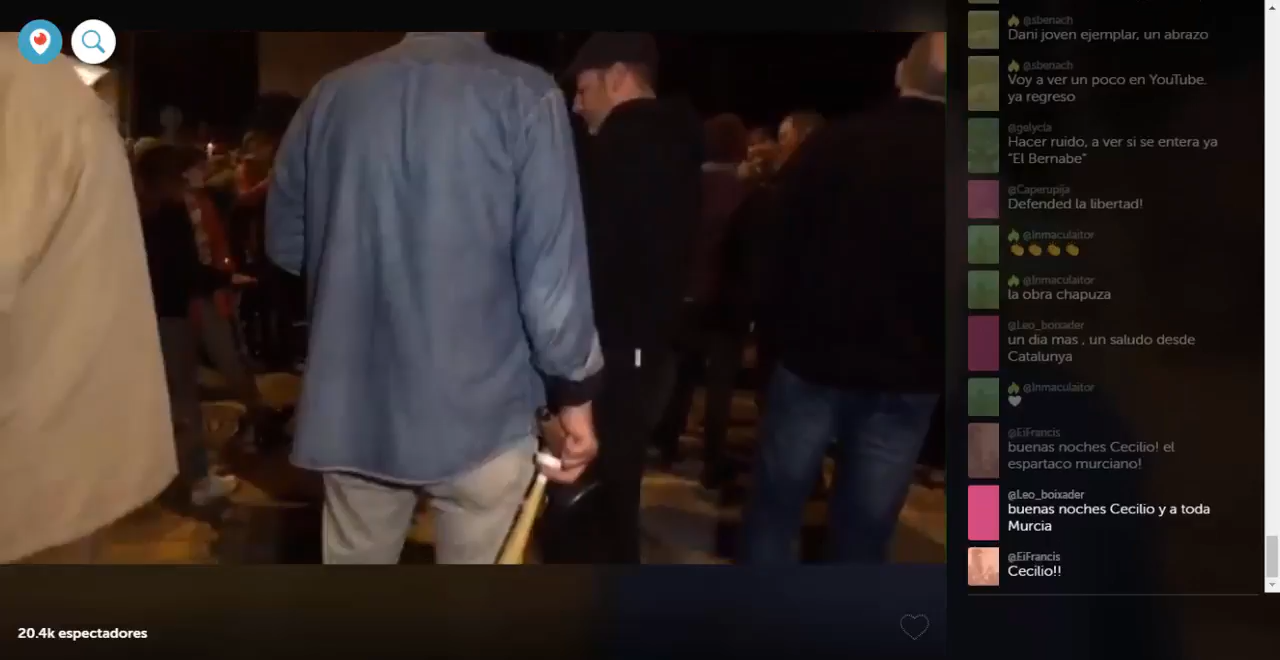 @sbenach
Dani joven ejemplar, un abrazo
@sbenach
Voy a ver un poco en YouTube.
ya regreso
@gelycia
Hacer ruido, a ver si se entera ya
"El Bernabe"
@Caperupija
Defended la libertad!
@Inmaculaitor
👏 👏 👏 👏
@Inmaculaitor
la obra chapuza
@Leo_boixader
un dia mas , un saludo desde
Catalunya
@Inmaculaitor
@EiFrancis
buenas noches Cecilio! el
espartaco murciano!
@Leo_boixader
buenas noches Cecilio y a toda
Murcia
@EiFrancis
Cecilio!!
20.4k espectadores